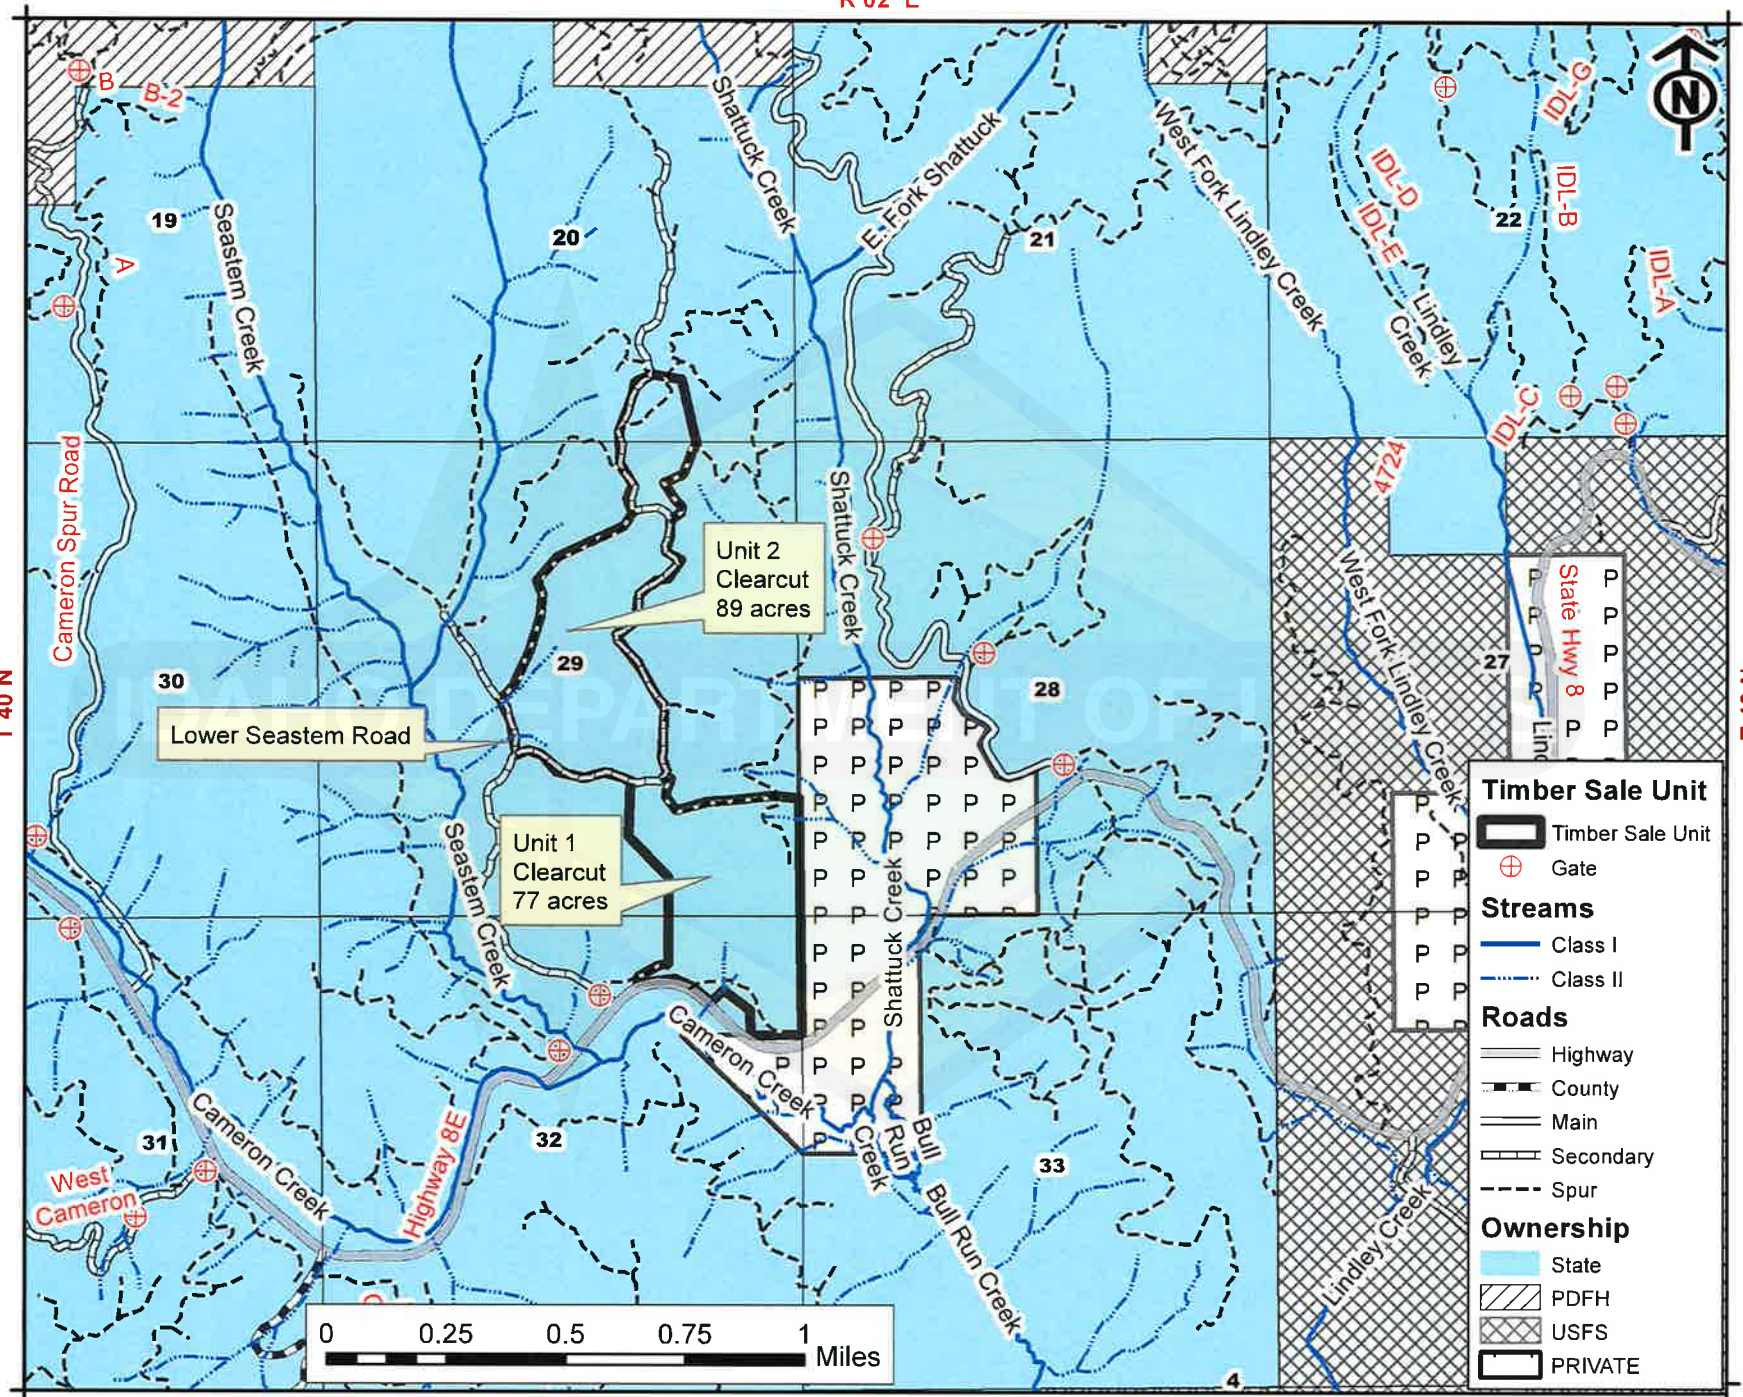 R 02 E
N
B
B-2
A
19
20
21
22
Seastem Creek
Shattuck Creek
E. Fork Shattuck
West Fork Lindley Creek
IDL-G
IDL-D
IDL-E
IDL-B
IDL-A
IDL-C
Lindley
Creek
4724
Cameron Spur Road
Shattuck Creek
Unit 2
Clearcut
89 acres
West Fork Lindley Creek
State Hwy 8
T 40 N
30
29
28
27
IDAHO DEPARTMENT OF LANDS
Lower Seastem Road
P P P P
P P P P
P P P P P
P P P P P P
P P P P P P
P P P P P
P P
P P
P P
P P P
P P
P
P P
P P
P P
P P
P P
P P
P P
P P
P P
P P
P P
Unit 1
Clearcut
77 acres
Seastem Creek
Shattuck Creek
Cameron Creek
31
32
33
4
West
Cameron
Cameron Creek
Highway 8E
Creek
Bull
Run
Bull Run Creek
Lindley Creek
0 0.25 0.5 0.75 1
Miles
Timber Sale Unit
Timber Sale Unit
Gate
Streams
Class I
Class II
Roads
Highway
County
Main
Secondary
Spur
Ownership
State
PDFH
USFS
PRIVATE